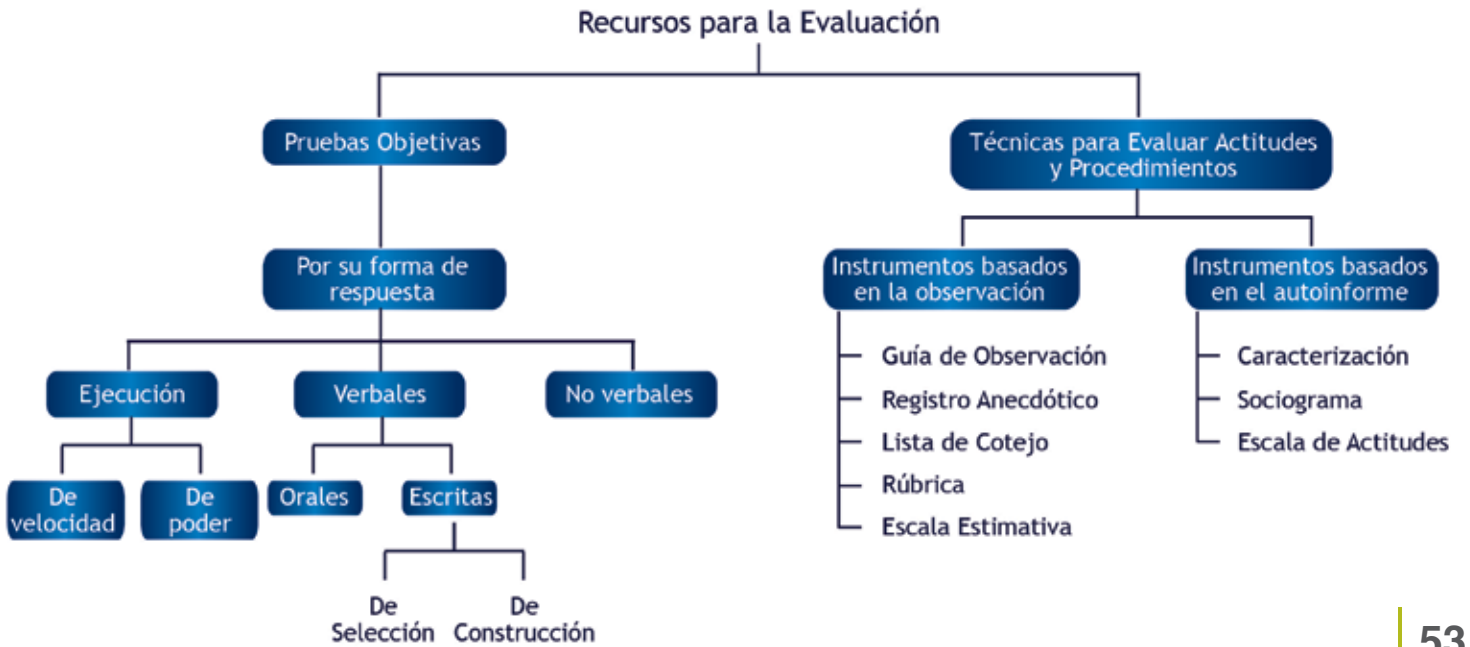 Recursos para la Evaluación
Pruebas Objetivas
Técnicas para Evaluar Actitudes
y Procedimientos
Por su forma de
respuesta
Instrumentos basados
en la observación
Instrumentos basados
en el autoinforme
Guía de Observación
Caracterización
Registro Anecdótico
Sociograma
Lista de Cotejo
Escala de Actitudes
Rúbrica
Escala Estimativa
Ejecución
Verbales
No verbales
De
velocidad
De
poder
Orales
Escritas
De
Selección
De
Construcción
53